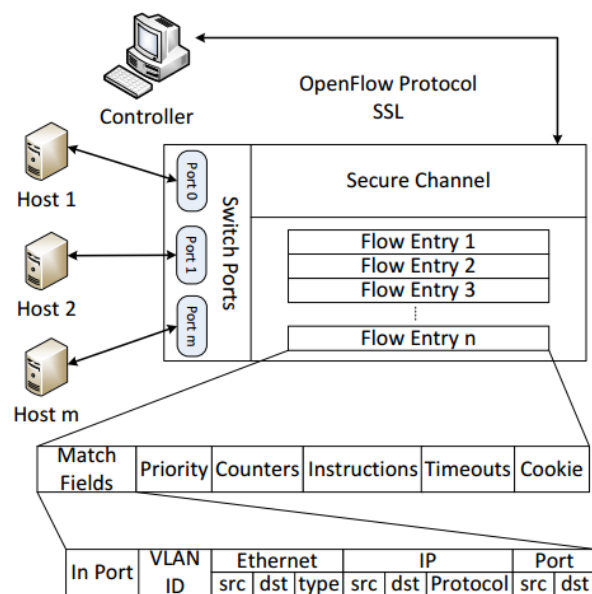 Controller
OpenFlow Protocol
SSL
Host 1
Host 2
Host m
Port 0
Port 1
Port m
Switch Ports
Secure Channel
Flow Entry 1
Flow Entry 2
Flow Entry 3
Flow Entry n
Match Fields Priority Counters Instructions Timeouts Cookie
In Port VLAN ID Ethernet IP Port
src dst type src dst Protocol src dst